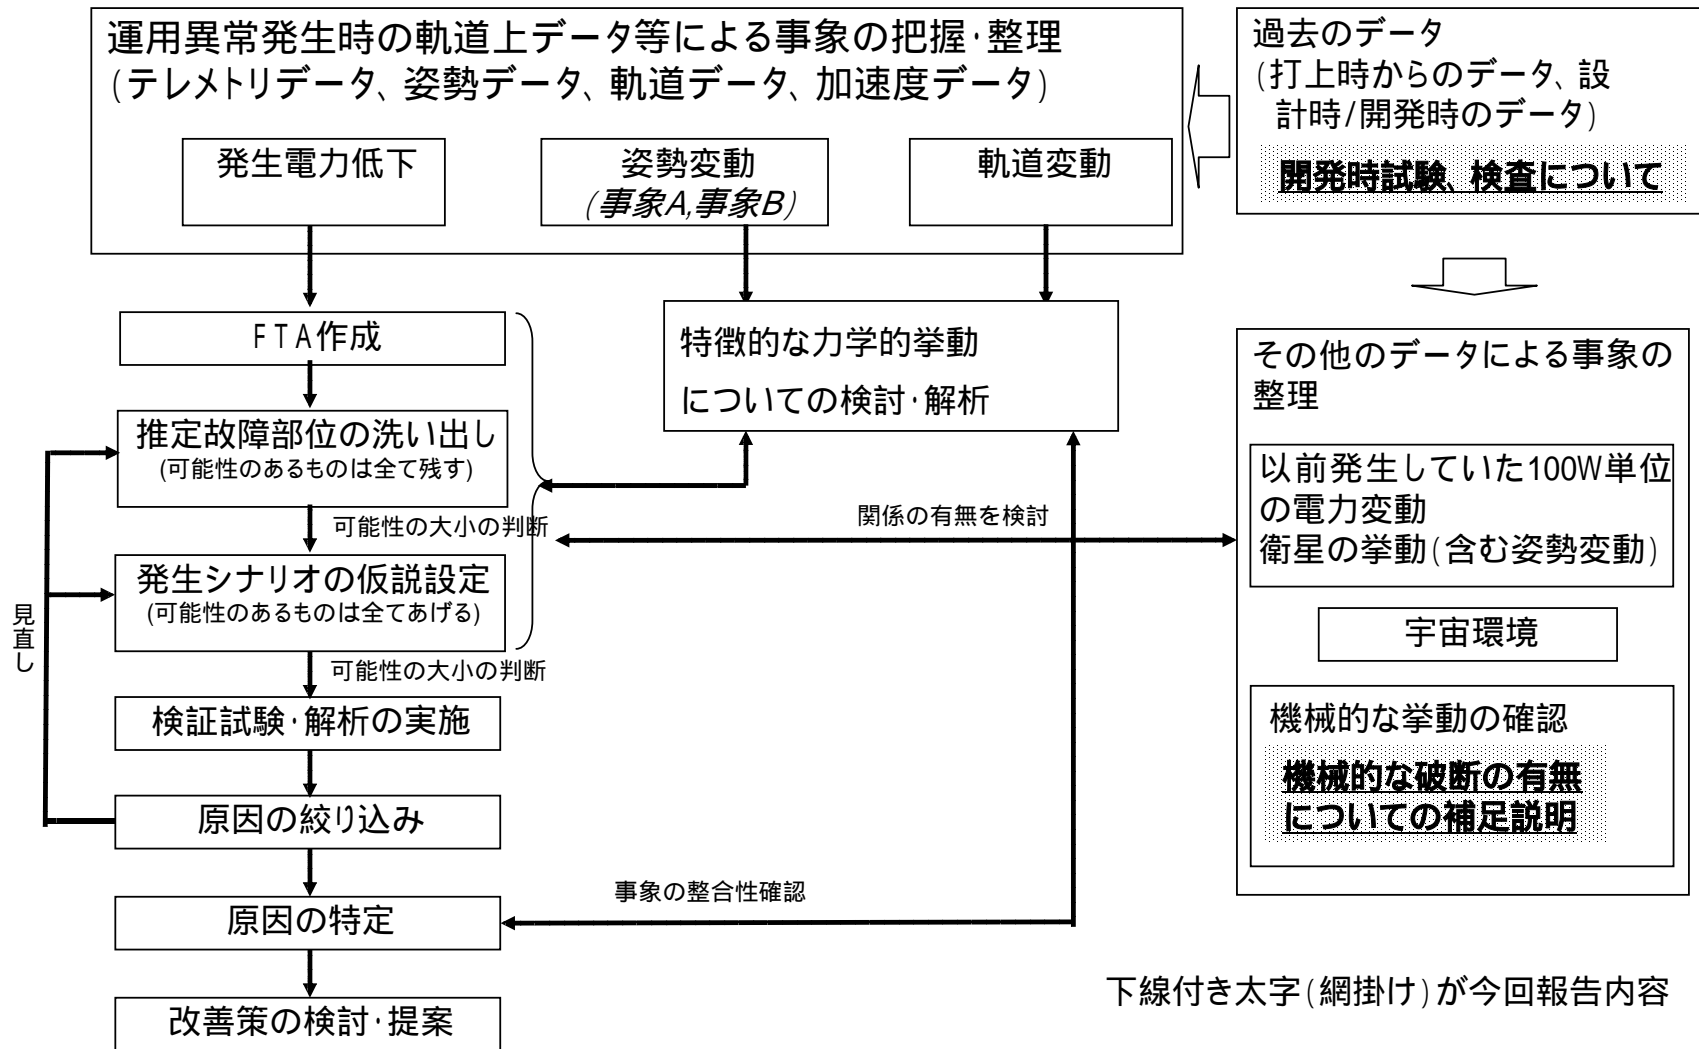 運用異常発生時の軌道上データ等による事象の把握・整理
(テレメトリデータ、姿勢データ、軌道データ、加速度データ)
発生電力低下
姿勢変動
(事象A,事象B)
軌道変動
過去のデータ
(打上時からのデータ、設
計時/開発時のデータ)
開発時試験、検査について
FTA作成
推定故障部位の洗い出し
(可能性のあるものは全て残す)
可能性の大小の判断
発生シナリオの仮説設定
(可能性のあるものは全てあげる)
可能性の大小の判断
見直し
検証試験・解析の実施
原因の絞り込み
原因の特定
改善策の検討・提案
特徴的な力学的挙動
についての検討・解析
関係の有無を検討
事象の整合性確認
その他のデータによる事象の
整理
以前発生していた100W単位
の電力変動
衛星の挙動(含む姿勢変動)
宇宙環境
機械的な挙動の確認
機械的な破断の有無
についての補足説明
下線付き太字(網掛け)が今回報告内容